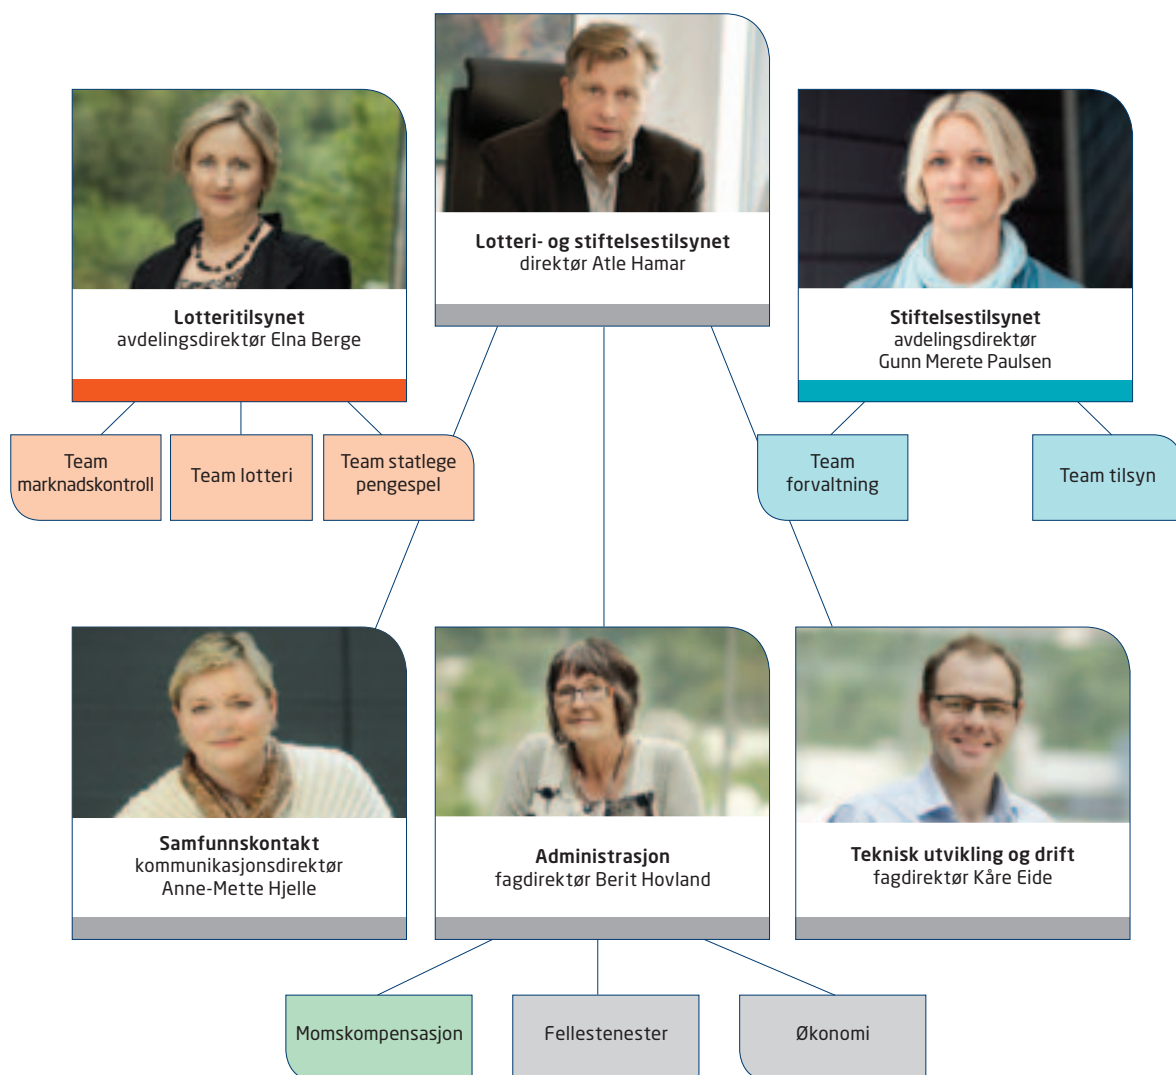 Lotteri- og stiftelsestilsynet
direktør Atle Hamar
Lotteritilsynet
avdelingsdirektør Elna Berge
Stiftelsestilsynet
avdelingsdirektør
Gunn Merete Paulsen
Team
marknadskontroll
Team lotteri
Team statlege
pengespel
Team
forvaltning
Team tilsyn
Samfunnskontakt
kommunikasjonsdirektør
Anne-Mette Hjelle
Administrasjon
fagdirektør Berit Hovland
Teknisk utvikling og drift
fagdirektør Kåre Eide
Momskompensasjon
Fellestenester
Økonomi